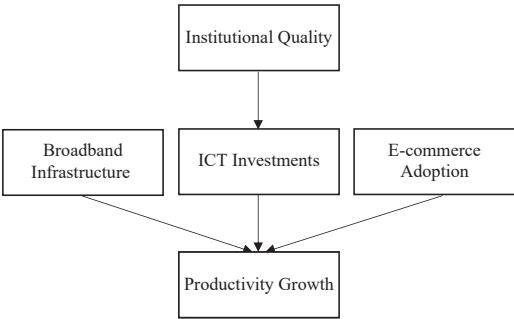 Institutional Quality
Broadband
Infrastructure
ICT Investments
E-commerce
Adoption
Productivity Growth